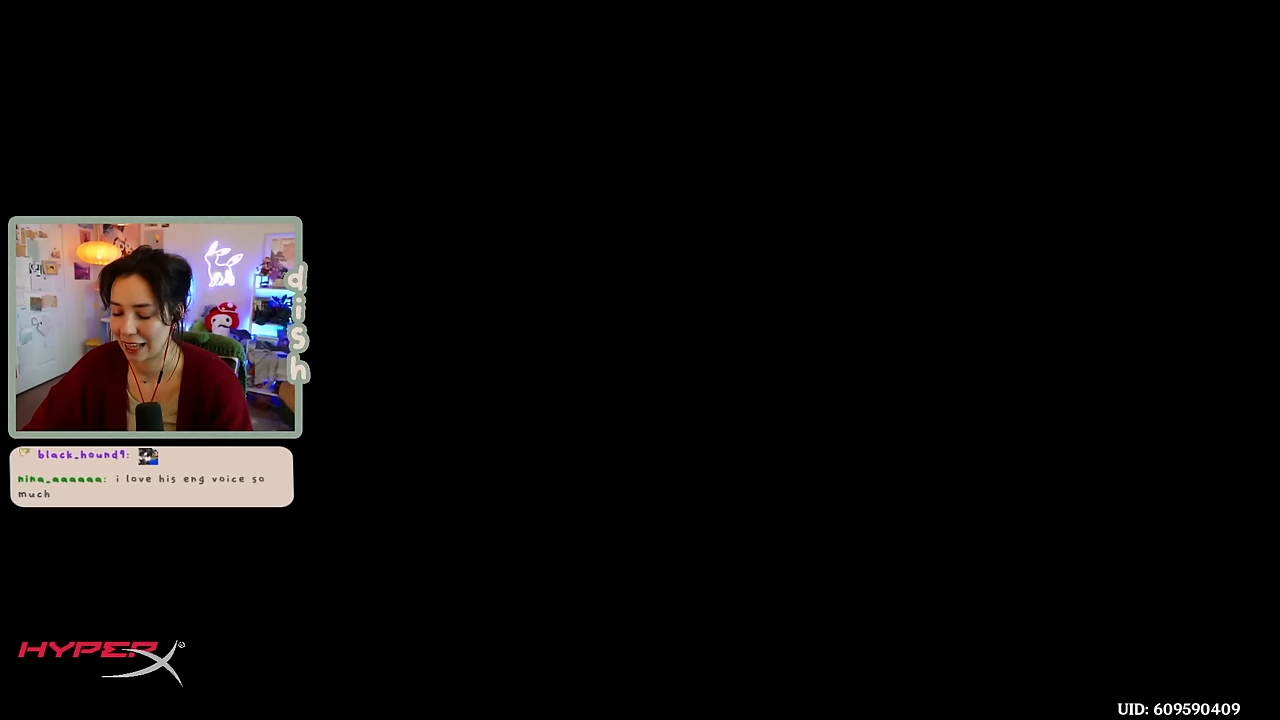 dish
black_hound9:
nina_aaaaaa: i love his eng voice so
much
HYPERX
UID: 609590409